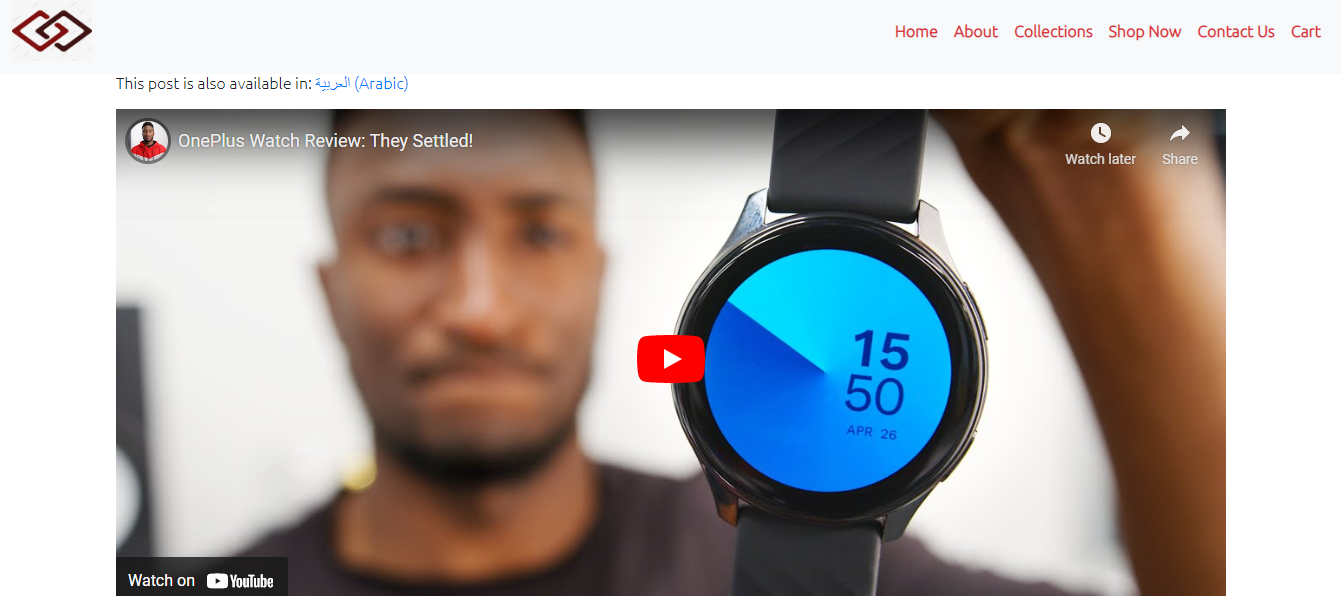 Home About Collections Shop Now Contact Us Cart
This post is also available in: العربية (Arabic)
OnePlus Watch Review: They Settled!
Watch later Share
15
50
APR 26
Watch on YouTube